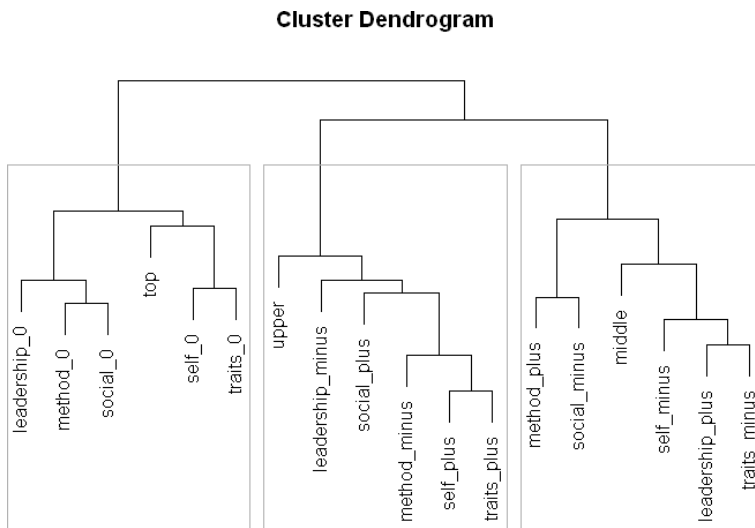 Cluster Dendrogram
leadership_0
method_0
social_0
top
self_0
traits_0
upper
leadership_minus
social_plus
method_minus
self_plus
traits_plus
method_plus
social_minus
middle
self_minus
leadership_plus
traits_minus